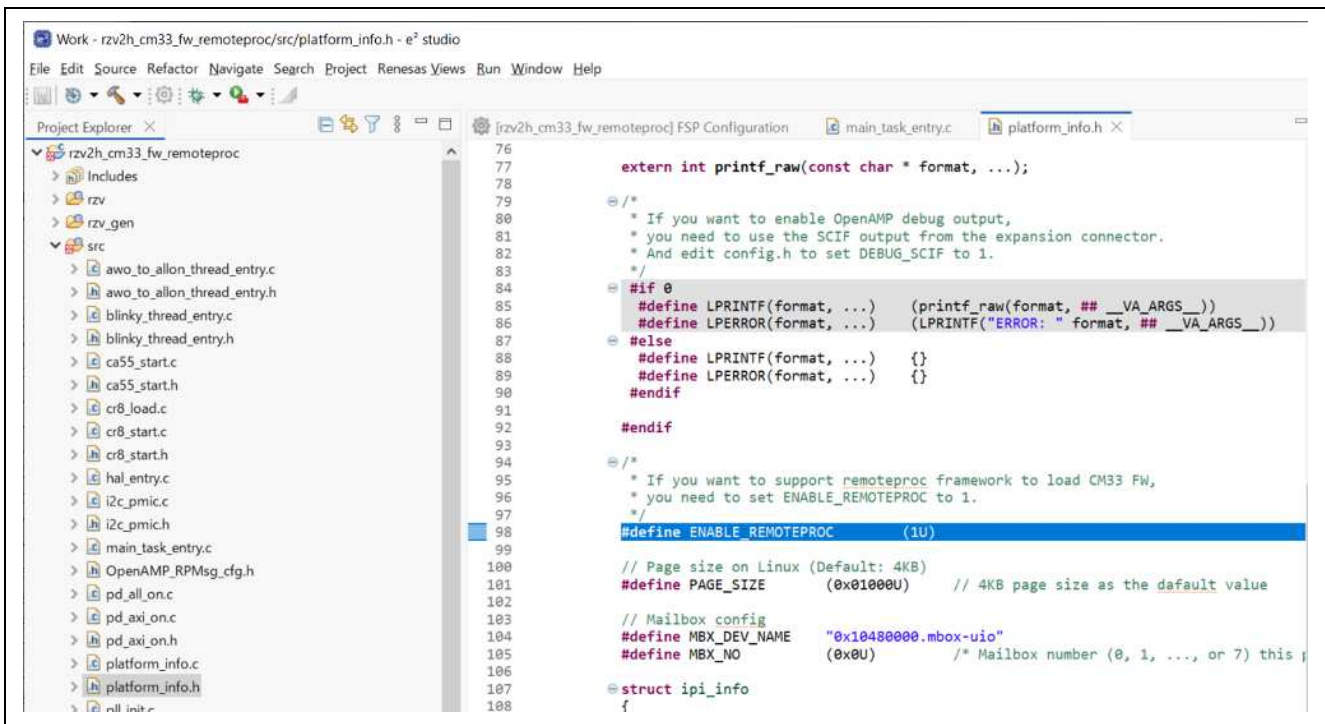 Work - rzv2h_cm33_fw_remoteproc/src/platform_info.h - e² studio
File Edit Source Refactor Navigate Search Project Renesas Views Run Window Help
Project Explorer
rzv2h_cm33_fw_remoteproc
Includes
rzv
rzv_gen
src
awo_to_allon_thread_entry.c
awo_to_allon_thread_entry.h
blinky_thread_entry.c
blinky_thread_entry.h
ca55_start.c
ca55_start.h
cr8_load.c
cr8_start.c
cr8_start.h
hal_entry.c
i2c_pmic.c
i2c_pmic.h
main_task_entry.c
OpenAMP_RPMsg_cfg.h
pd_all_on.c
pd_axi_on.c
pd_axi_on.h
platform_info.c
platform_info.h
pll_init.c
[rzv2h_cm33_fw_remoteproc] FSP Configuration main_task_entry.c platform_info.h
76
77 extern int printf_raw(const char * format, ...);
78
79 /*
80 * If you want to enable OpenAMP debug output,
81 * you need to use the SCIF output from the expansion connector.
82 * And edit config.h to set DEBUG_SCIF to 1.
83 */
84 #if 0
85 #define LPRINTF(format, ...) (printf_raw(format, ## __VA_ARGS__))
86 #define LPERROR(format, ...) (LPRINTF("ERROR: " format, ## __VA_ARGS__))
87 #else
88 #define LPRINTF(format, ...) {}
89 #define LPERROR(format, ...) {}
90 #endif
91
92 #endif
93
94 /*
95 * If you want to support remoteproc framework to load CM33 FW,
96 * you need to set ENABLE_REMOTEPROC to 1.
97 */
98 #define ENABLE_REMOTEPROC (1U)
99
100 // Page size on Linux (Default: 4KB)
101 #define PAGE_SIZE (0x01000U) // 4KB page size as the dafault value
102
103 // Mailbox config
104 #define MBX_DEV_NAME "0x10480000.mbox-uio"
105 #define MBX_NO (0x0U) /* Mailbox number (0, 1, ..., or 7) this
106
107 struct ipi_info
108 {